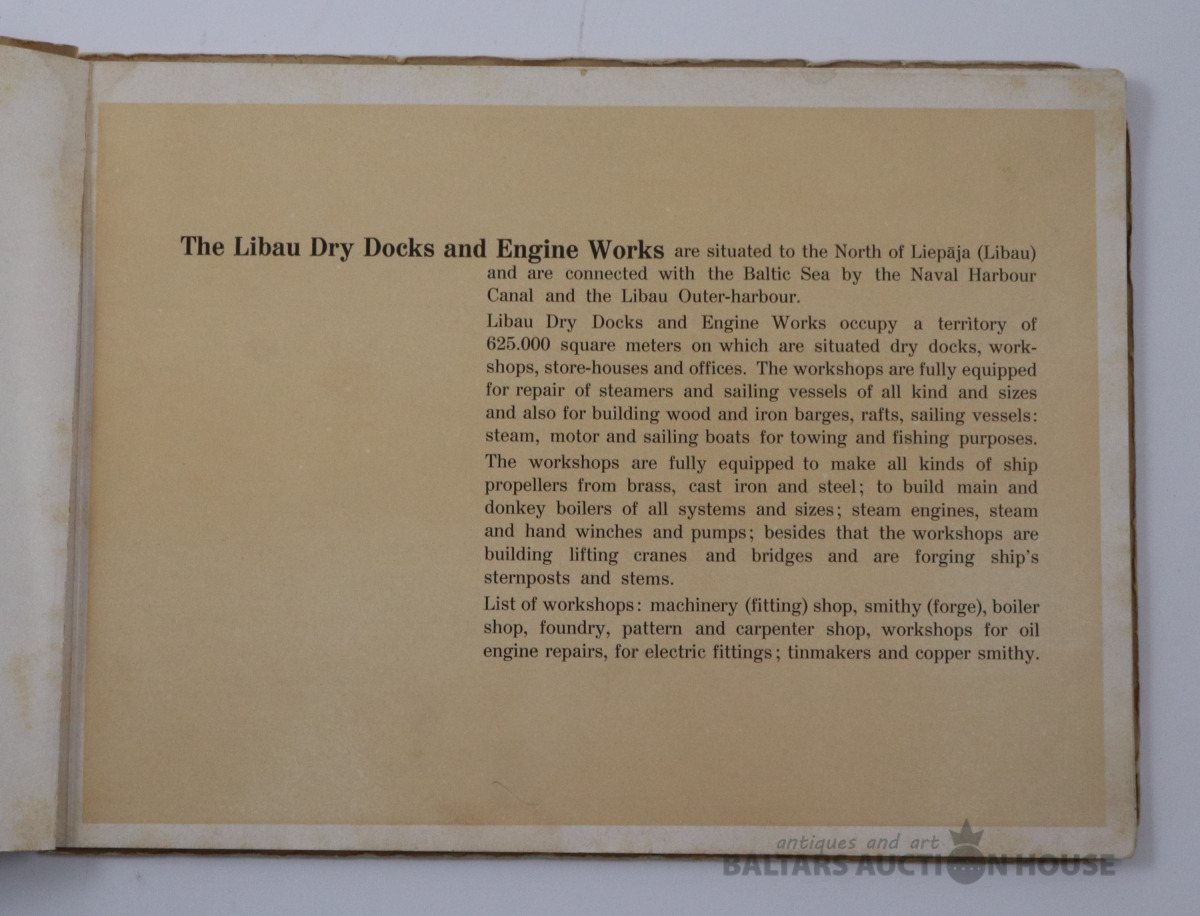 The Libau Dry Docks and Engine Works are situated to the North of Liepāja (Libau)
and are connected with the Baltic Sea by the Naval Harbour
Canal and the Libau Outer-harbour.
Libau Dry Docks and Engine Works occupy a terrìtory of
625.000 square meters on which are situated dry docks, work-
shops, store-houses and offices. The workshops are fully equipped
for repair of steamers and sailing vessels of all kind and sizes
and also for building wood and iron barges, rafts, sailing vessels:
steam, motor and sailing boats for towing and fishing purposes.
The workshops are fully equipped to make all kinds of ship
propellers from brass, cast iron and steel; to build main and
donkey boilers of all systems and sizes; steam engines, steam
and hand winches and pumps; besides that the workshops are
building lifting cranes and bridges and are forging ship's
sternposts and stems.
List of workshops: machinery (fitting) shop, smithy (forge), boiler
shop, foundry, pattern and carpenter shop, workshops for oil
engine repairs, for electric fittings; tinmakers and copper smithy.
antiques and art
BALTARS AUCTION HOUSE